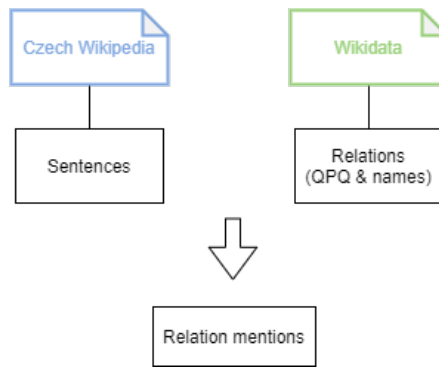 Czech Wikipedia
Wikidata
Sentences
Relations
(QPQ & names)
Relation mentions